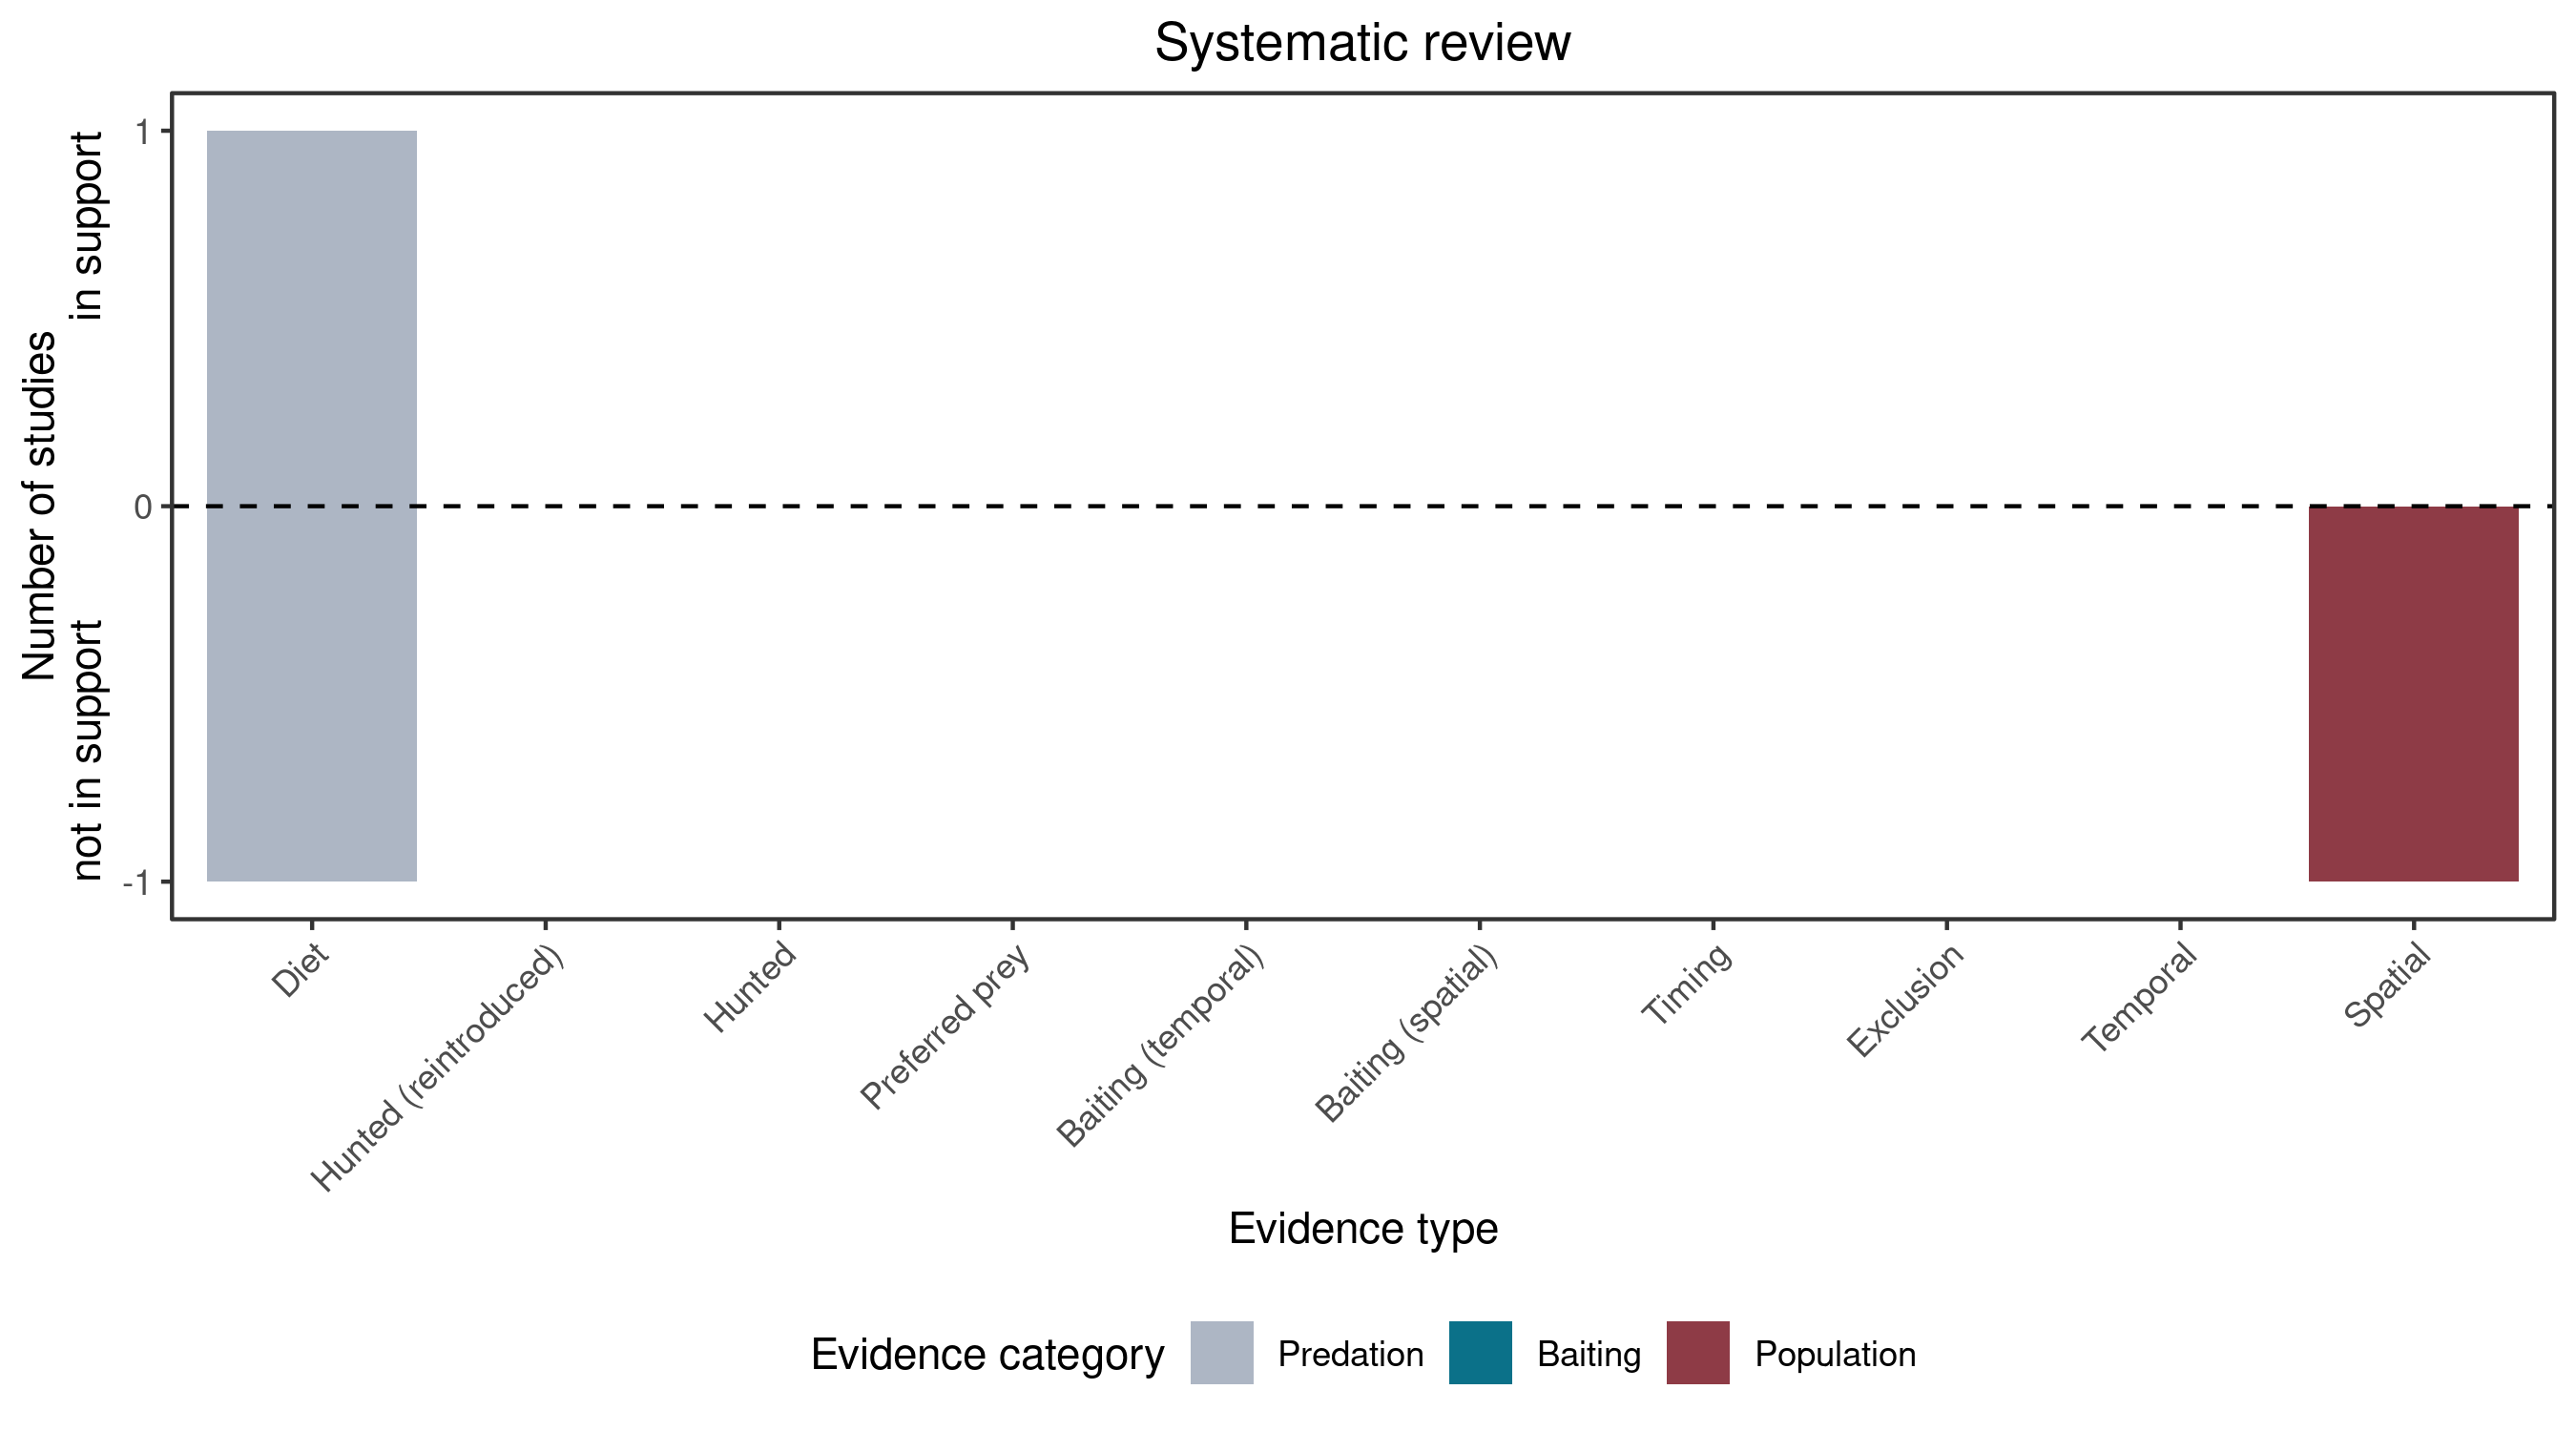 Systematic review
Number of studies
not in support in support
1
0
-1
Diet
Hunted (reintroduced)
Hunted
Preferred prey
Baiting (temporal)
Baiting (spatial)
Timing
Exclusion
Temporal
Spatial
Evidence type
Evidence category Predation Baiting Population